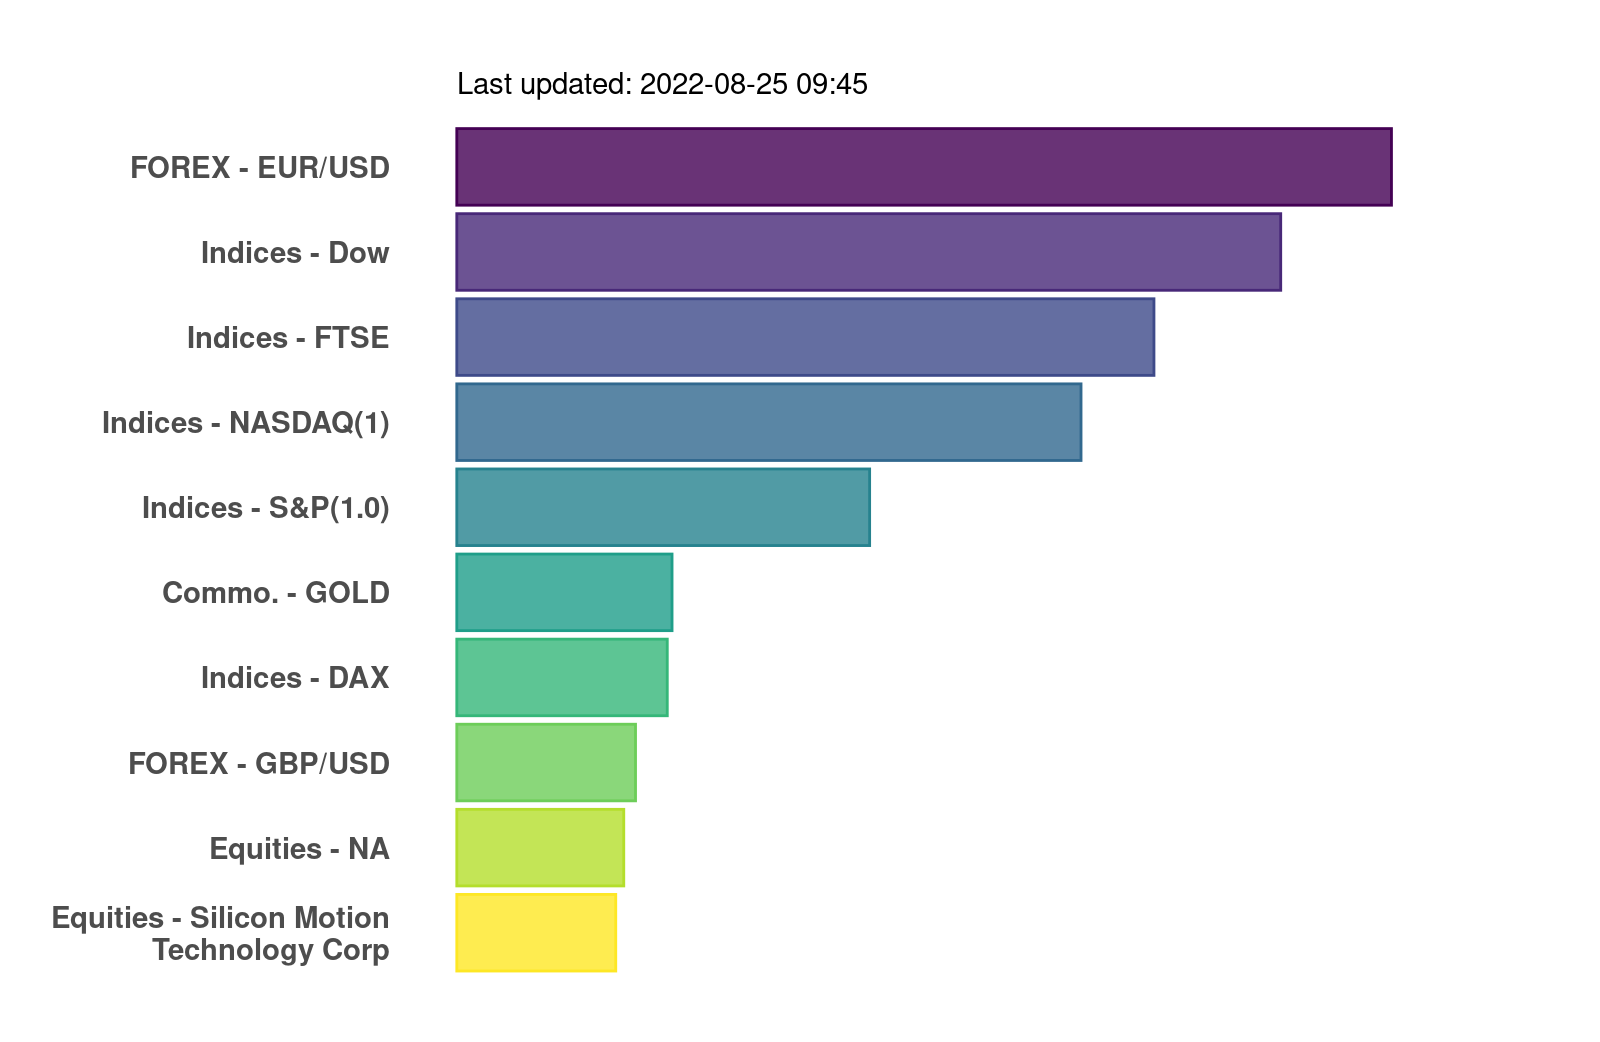 Last updated: 2022-08-25 09:45
FOREX - EUR/USD
Indices - Dow
Indices - FTSE
Indices - NASDAQ(1)
Indices - S&P(1.0)
Commo. - GOLD
Indices - DAX
FOREX - GBP/USD
Equities - NA
Equities - Silicon Motion
Technology Corp